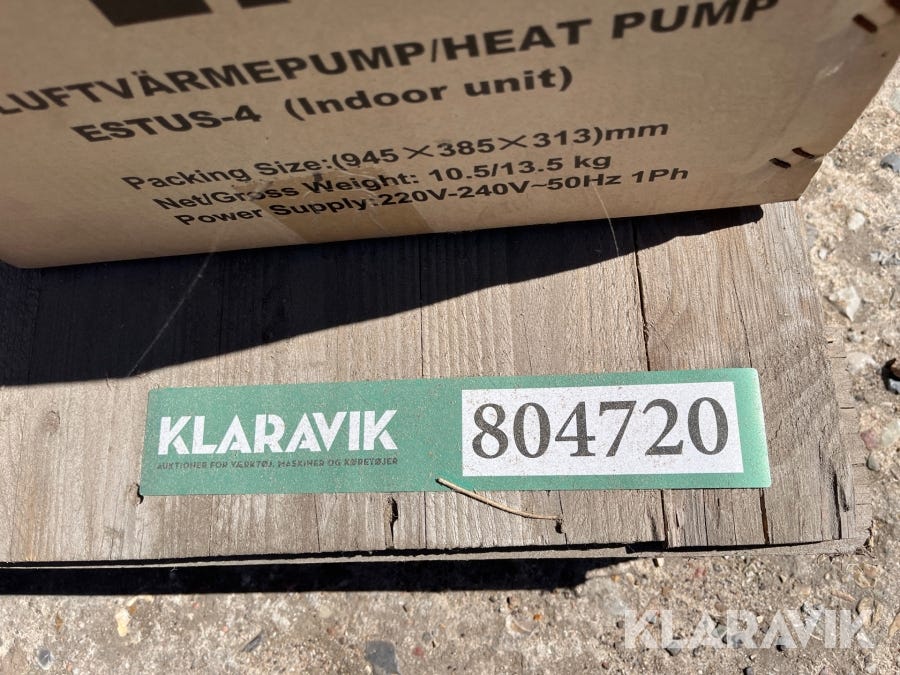 LUFTVÄRMEPUMP/HEAT PUMP
ESTUS-4 (Indoor unit)
Packing Size:(945×385×313)mm
Net/Gross Weight: 10.5/13.5 kg
Power Supply:220V-240V~50Hz 1Ph
KLARAVIK
AUKTIONER FOR VÆRKTØJ, MASKINER OG KØRETØJER
804720
KLARAVIK